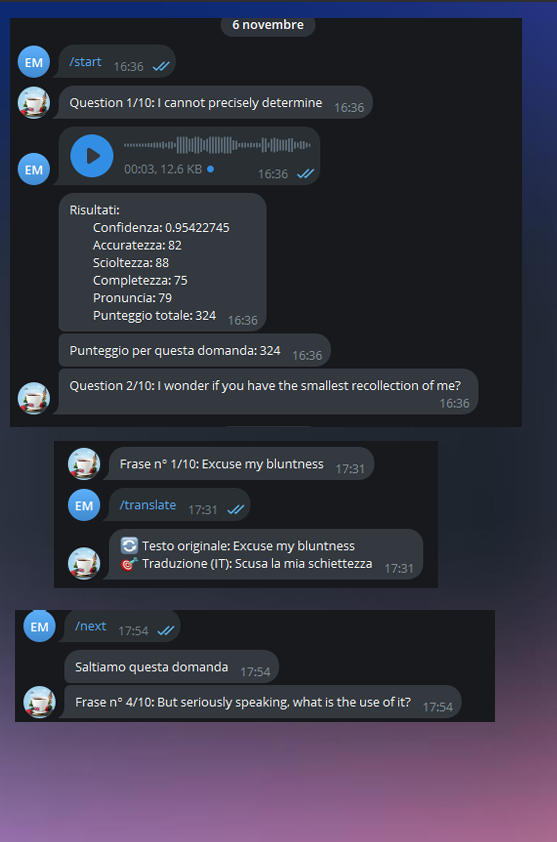 6 novembre
EM
/start 16:36
Question 1/10: I cannot precisely determine 16:36
EM
00:03, 12.6 KB 16:36
Risultati:
Confidenza: 0.95422745
Accuratezza: 82
Scioltezza: 88
Completezza: 75
Pronuncia: 79
Punteggio totale: 324 16:36
Punteggio per questa domanda: 324 16:36
Question 2/10: I wonder if you have the smallest recollection of me?
16:36
Frase n° 1/10: Excuse my bluntness 17:31
EM
/translate 17:31
Testo originale: Excuse my bluntness
Traduzione (IT): Scusa la mia schiettezza 17:31
EM
/next 17:54
Saltiamo questa domanda 17:54
Frase n° 4/10: But seriously speaking, what is the use of it? 17:54